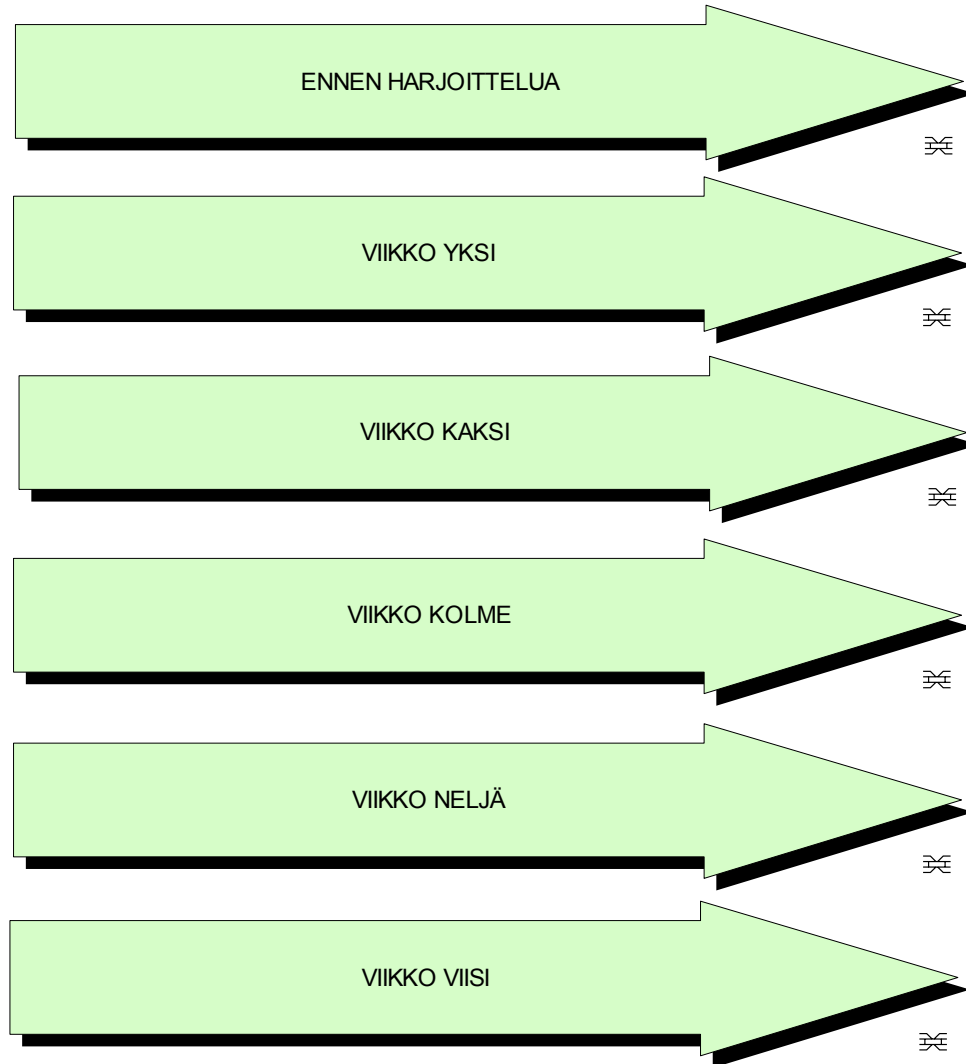 ENNEN HARJOITTELUA
VIIKKO YKSI
VIIKKO KAKSI
VIIKKO KOLME
VIIKKO NELJÄ
VIIKKO VIISI